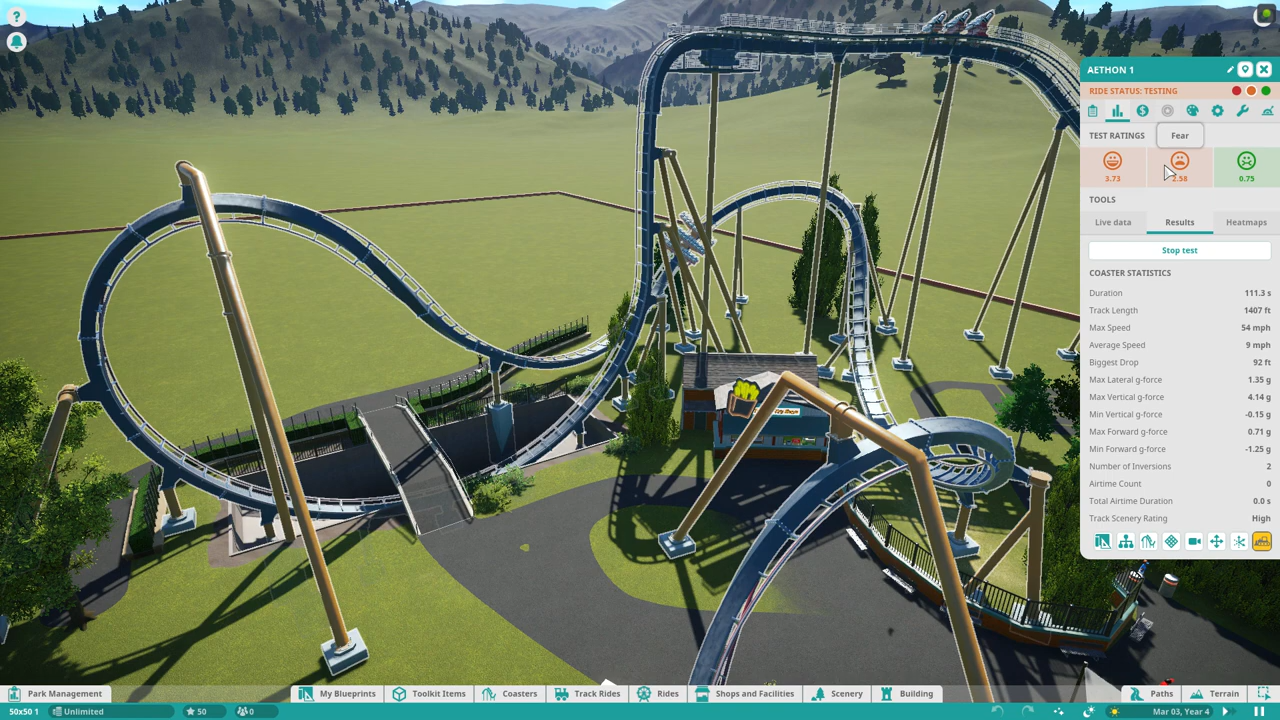 AETHON 1
RIDE STATUS: TESTING
TEST RATINGS
Fear
3.73
2.58
0.75
TOOLS
Live data
Results
Heatmaps
Stop test
COASTER STATISTICS
Duration 111.3 s
Track Length 1407 ft
Max Speed 54 mph
Average Speed 9 mph
Biggest Drop 92 ft
Max Lateral g-force 1.35 g
Max Vertical g-force 4.14 g
Min Vertical g-force -0.15 g
Max Forward g-force 0.71 g
Min Forward g-force -1.25 g
Number of Inversions 2
Airtime Count 0
Total Airtime Duration 0.0 s
Track Scenery Rating High
Park Management
My Blueprints
Toolkit Items
Coasters
Track Rides
Rides
Shops and Facilities
Scenery
Building
Paths
Terrain
50x50 1
Unlimited
50
0
Mar 03, Year 4